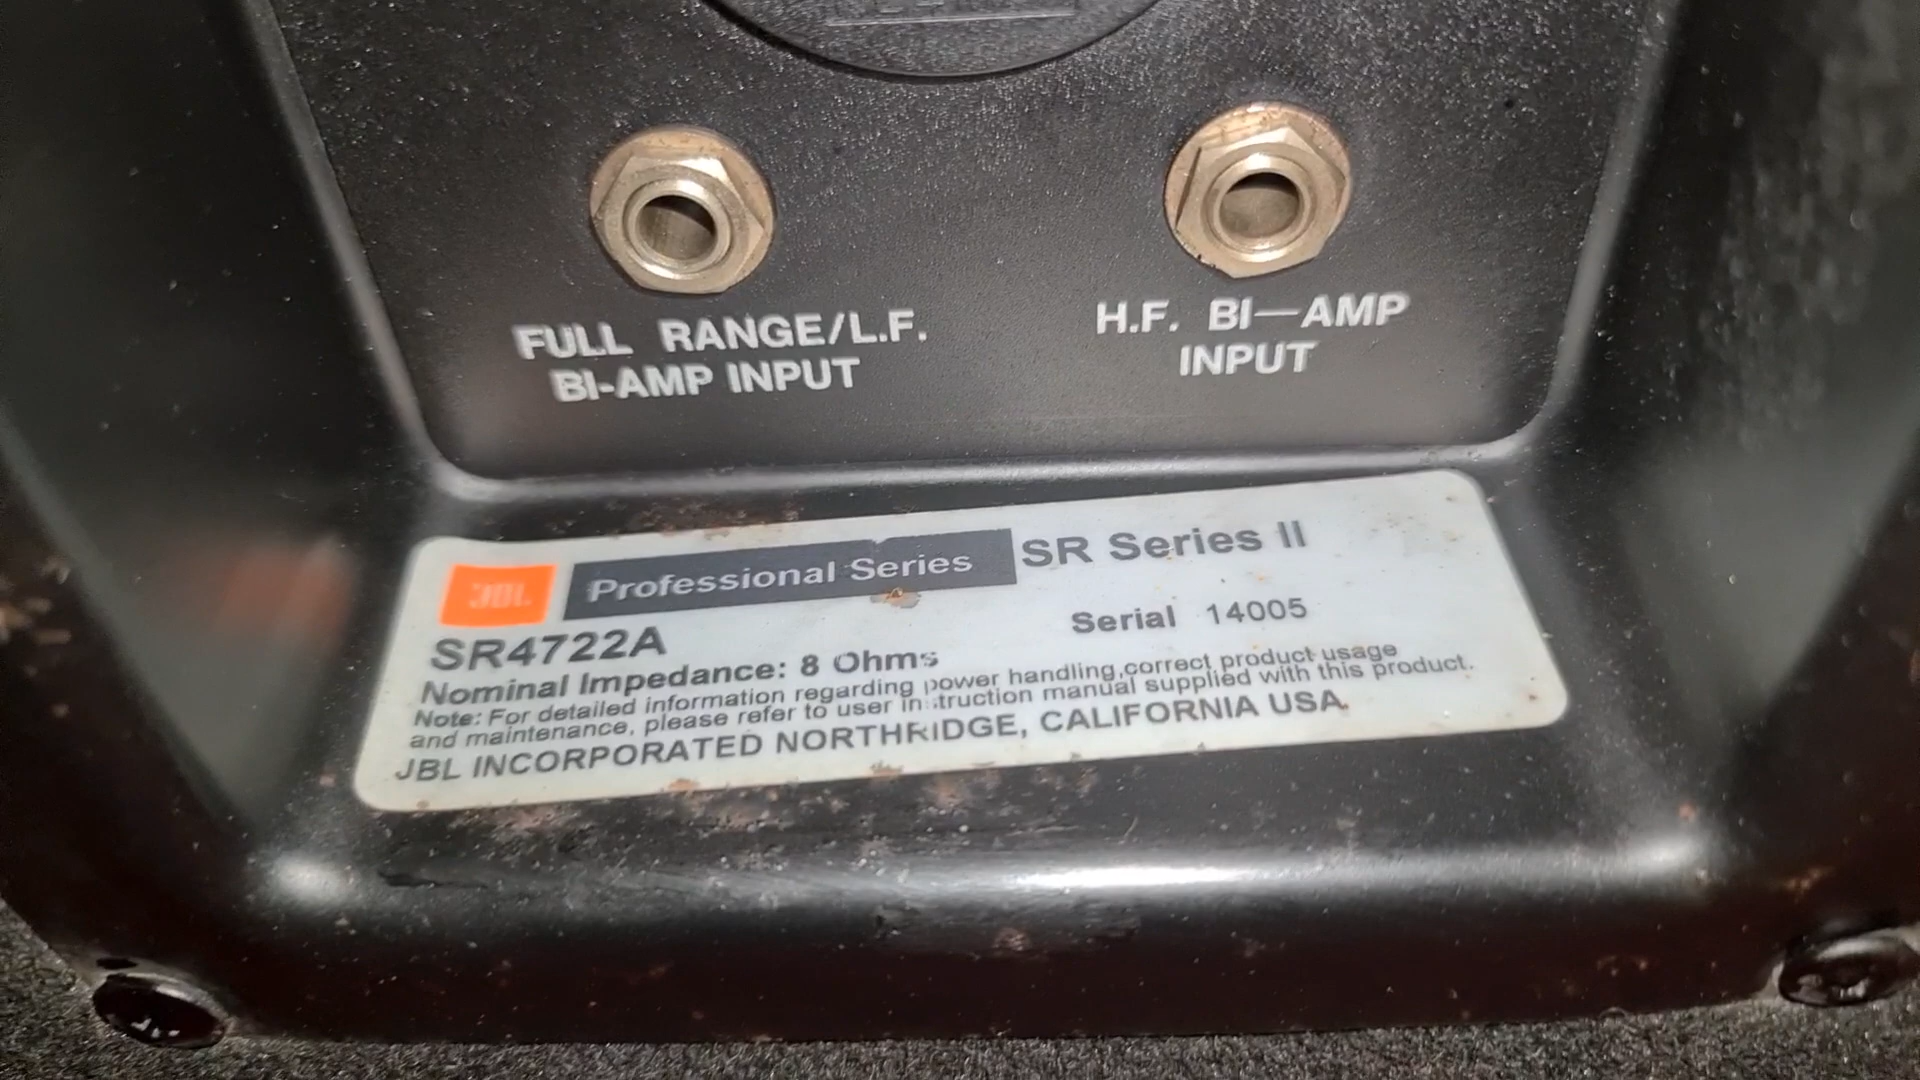 FULL RANGE/L.F.
BI-AMP INPUT
H.F. BI—AMP
INPUT
JBL Professional Series SR Series II
SR4722A
Serial 14005
Nominal Impedance: 8 Ohms
Note: For detailed information regarding power handling,correct product usage
and maintenance, please refer to user instruction manual supplied with this product.
JBL INCORPORATED NORTHRIDGE, CALIFORNIA USA.